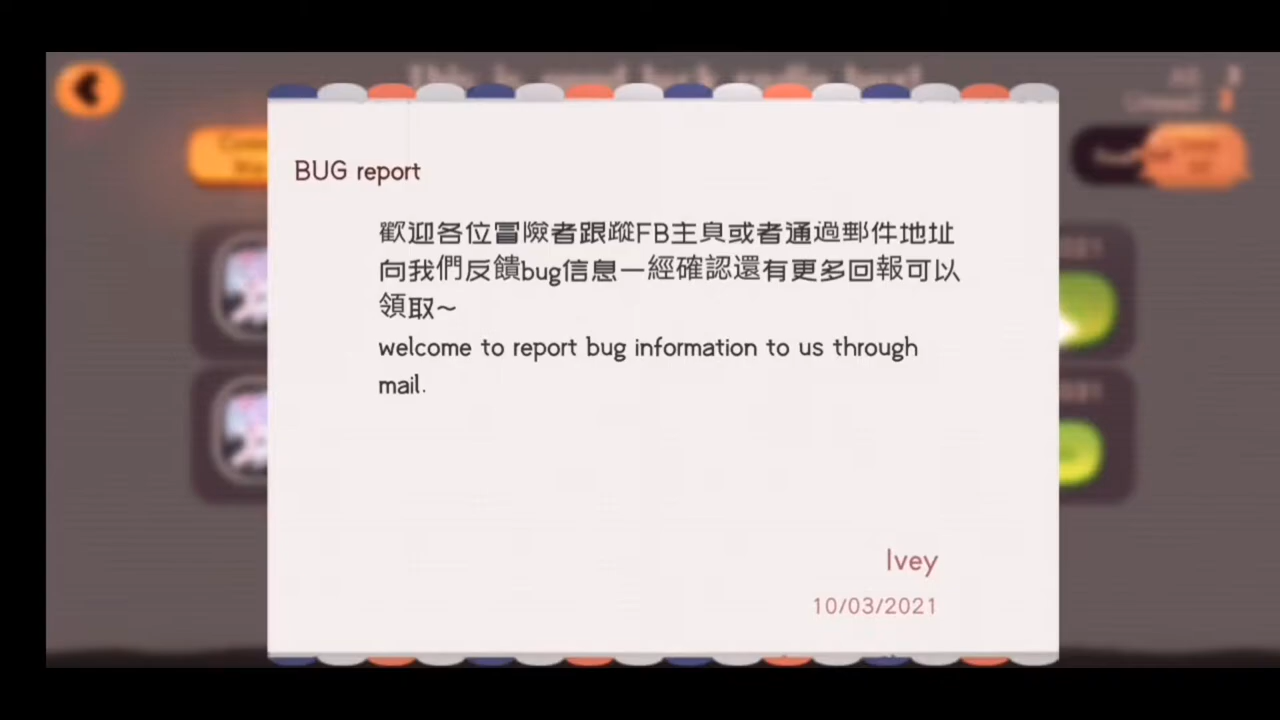 BUG report
歡迎各位冒險者跟蹤FB主頁或者通過郵件地址
向我們反饋bug信息一經確認還有更多回報可以
領取~
welcome to report bug information to us through
mail.
Ivey
10/03/2021